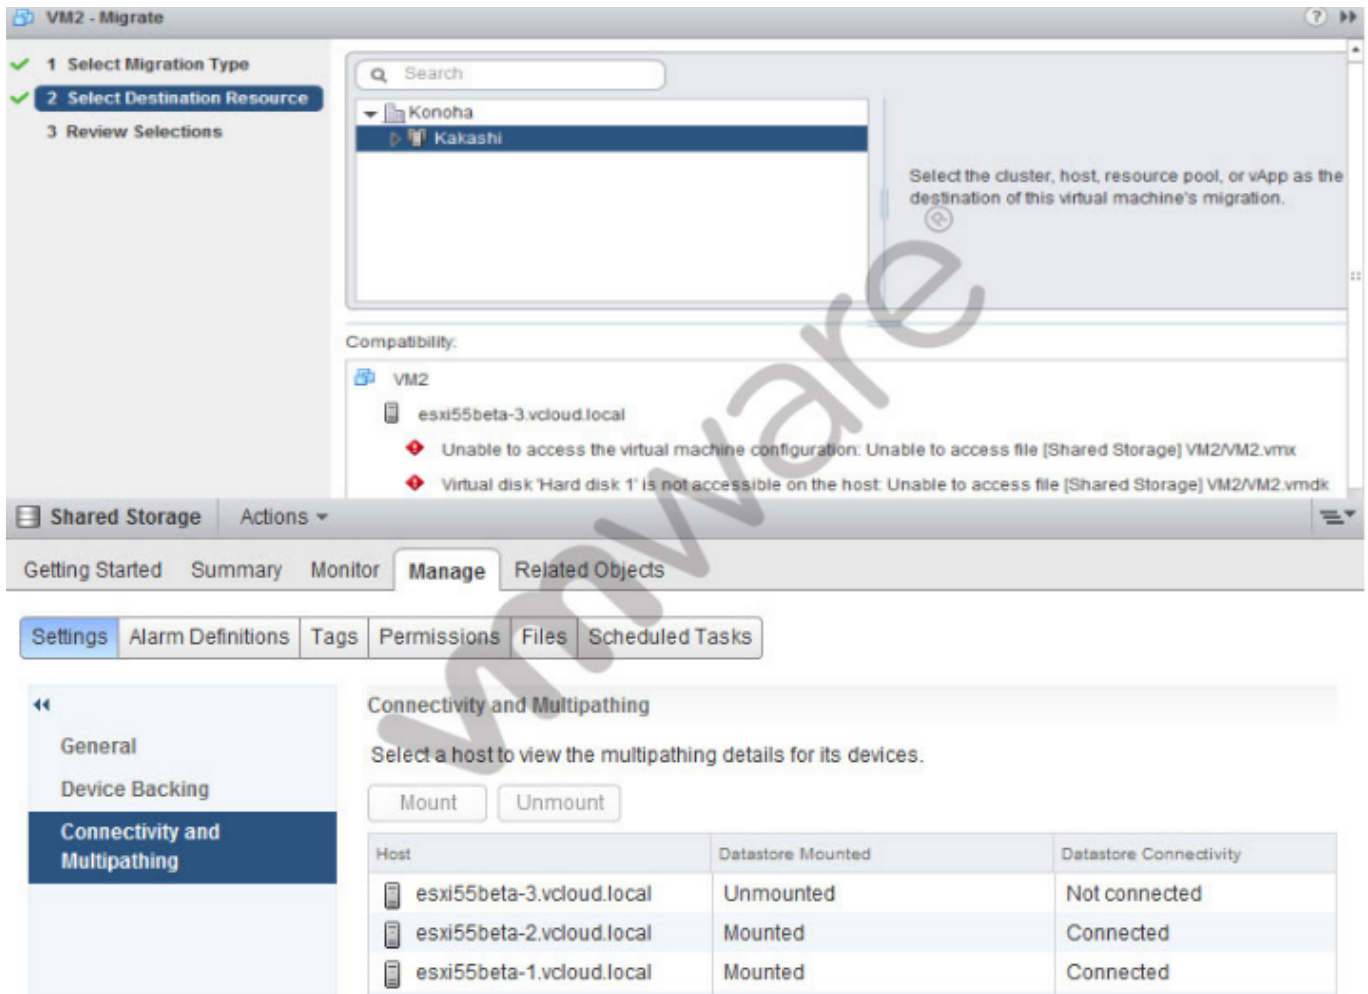 VM2 - Migrate
1 Select Migration Type
2 Select Destination Resource
3 Review Selections
Search
Konoha
Kakashi
Select the cluster, host, resource pool, or vApp as the
destination of this virtual machine's migration.
Compatibility:
VM2
esxi55beta-3.vcloud.local
Unable to access the virtual machine configuration: Unable to access file [Shared Storage] VM2/VM2.vmx
Virtual disk 'Hard disk 1' is not accessible on the host: Unable to access file [Shared Storage] VM2/VM2.vmdk
vmware®
Shared Storage Actions
Getting Started Summary Monitor Manage Related Objects
Settings Alarm Definitions Tags Permissions Files Scheduled Tasks
General
Device Backing
Connectivity and
Multipathing
Connectivity and Multipathing
Select a host to view the multipathing details for its devices.
Mount Unmount
Host Datastore Mounted Datastore Connectivity
esxi55beta-3.vcloud.local Unmounted Not connected
esxi55beta-2.vcloud.local Mounted Connected
esxi55beta-1.vcloud.local Mounted Connected